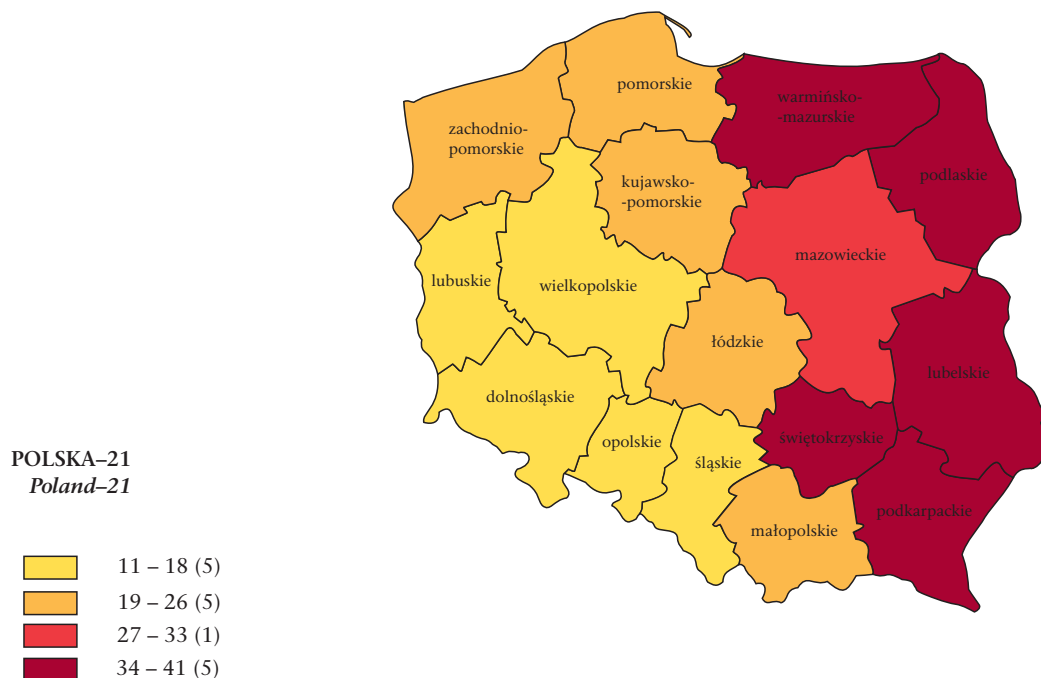 pomorskie
warmińsko-
-mazurskie
zachodnio-
pomorskie
kujawsko-
-pomorskie
podlaskie
mazowieckie
lubuskie
wielkopolskie
łódzkie
lubelskie
dolnośląskie
opolskie
świętokrzyskie
śląskie
podkarpackie
małopolskie
POLSKA–21
Poland–21
11 – 18 (5)
19 – 26 (5)
27 – 33 (1)
34 – 41 (5)